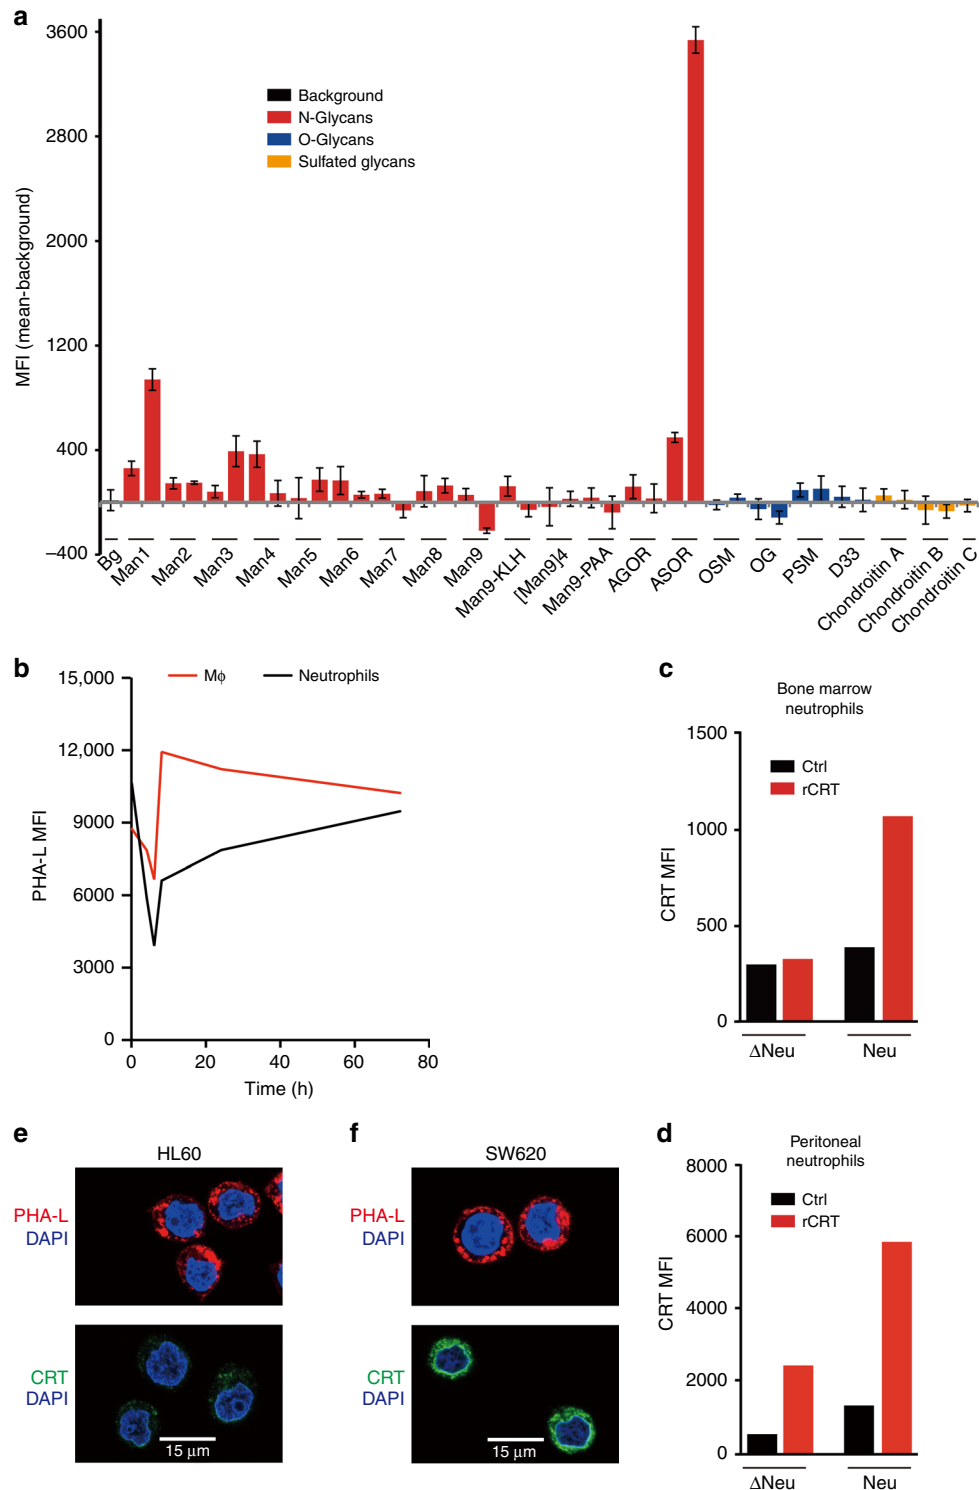 a
3600
2800
2000
1200
400
–400
MFI (mean-background)
Background
N-Glycans
O-Glycans
Sulfated glycans
Bg
Man1
Man2
Man3
Man4
Man5
Man6
Man7
Man8
Man9
Man9-KLH
[Man9]4
Man9-PAA
AGOR
ASOR
OSM
OG
PSM
D33
Chondroitin A
Chondroitin B
Chondroitin C
b
Mϕ
Neutrophils
15,000
12,000
9000
6000
3000
0
PHA-L MFI
0 20 40 60 80
Time (h)
c
Bone marrow
neutrophils
1500
1000
500
0
CRT MFI
Ctrl
rCRT
ΔNeu
Neu
e
HL60
PHA-L
DAPI
CRT
DAPI
15 μm
f
SW620
PHA-L
DAPI
CRT
DAPI
15 μm
d
Peritoneal
neutrophils
8000
6000
4000
2000
0
CRT MFI
Ctrl
rCRT
ΔNeu
Neu